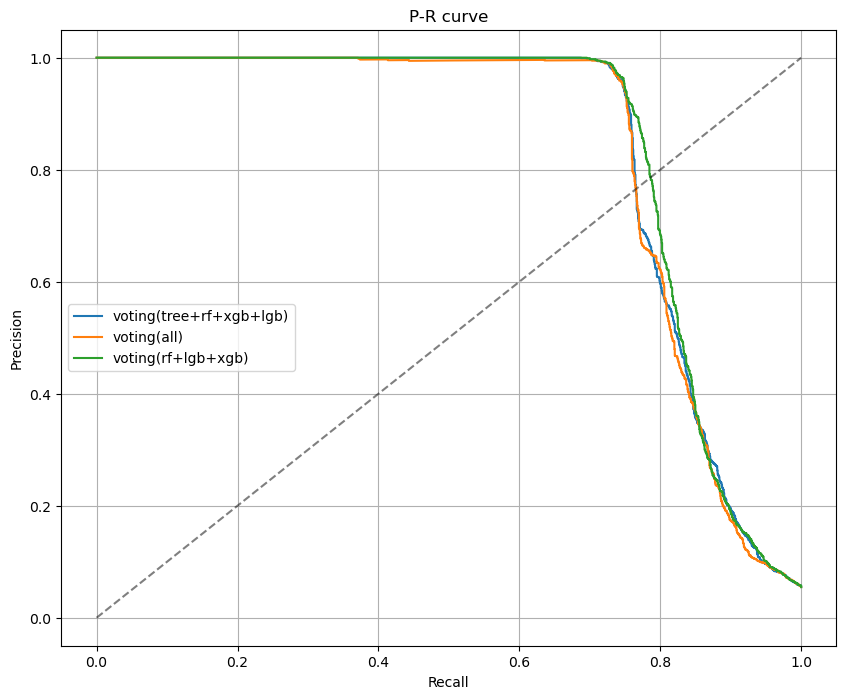 P-R curve
1.0
0.8
0.6
0.4
0.2
0.0
Precision
voting(tree+rf+xgb+lgb)
voting(all)
voting(rf+lgb+xgb)
0.0 0.2 0.4 0.6 0.8 1.0
Recall